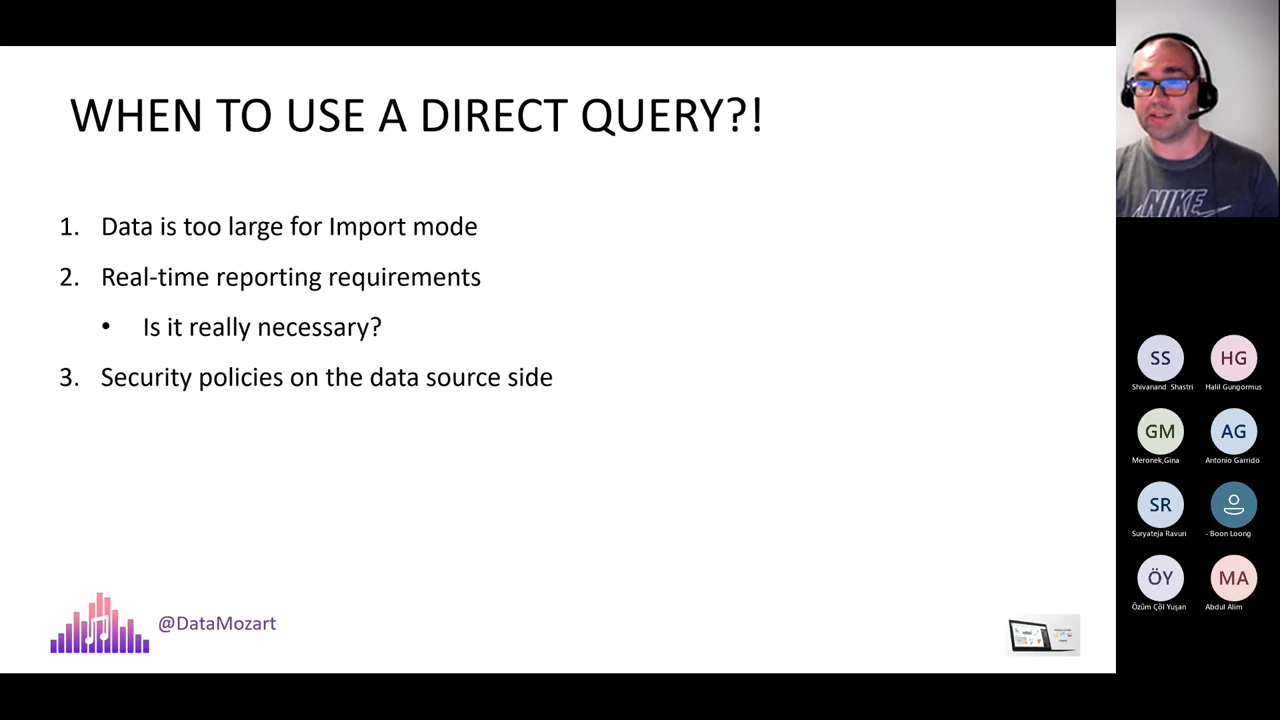 WHEN TO USE A DIRECT QUERY?!
1. Data is too large for Import mode
2. Real-time reporting requirements
• Is it really necessary?
3. Security policies on the data source side
@DataMozart
NIKE
SS
HG
Shivanand Shastri
Halil Gungormus
GM
AG
Meronek,Gina
Antonio Garrido
SR
Suryateja Ravuri
- Boon Loong
ÖY
MA
Özüm Çöl Yuşan
Abdul Alim